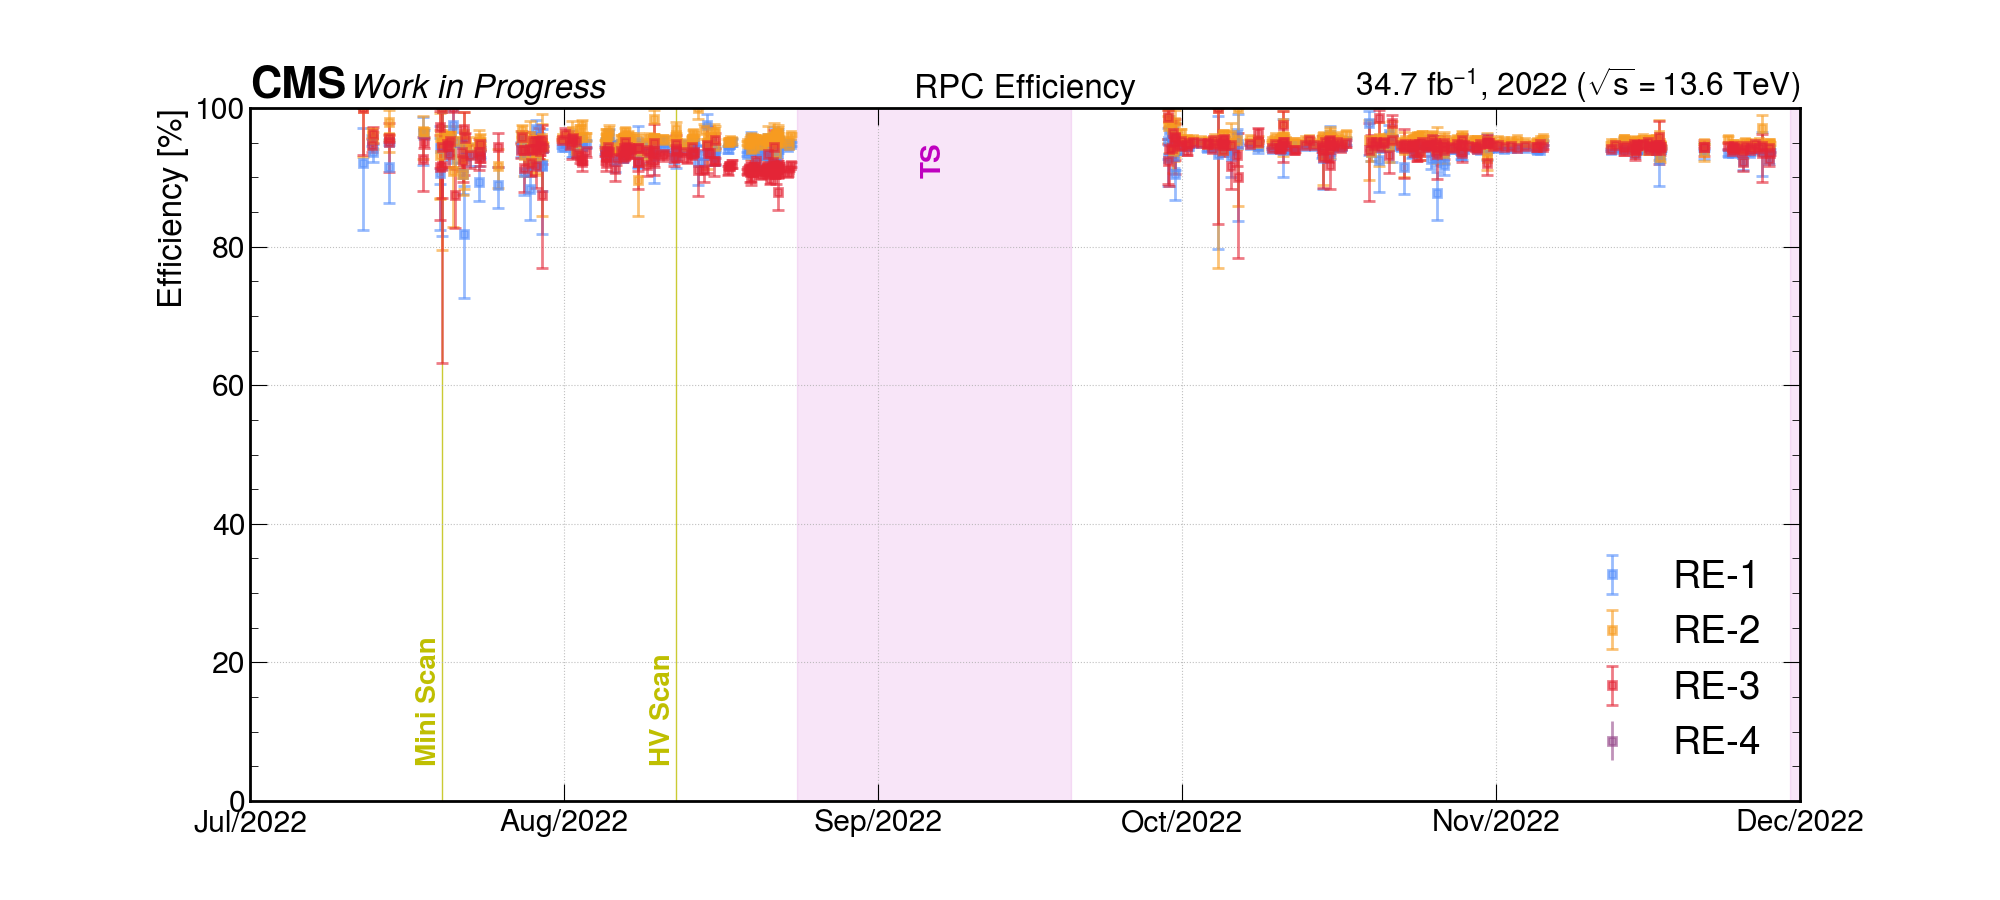 CMS Work in Progress RPC Efficiency 34.7 fb⁻¹, 2022 (√s = 13.6 TeV)
Efficiency [%]
100
80
60
40
20
0
TS
Mini Scan
HV Scan
RE-1
RE-2
RE-3
RE-4
Jul/2022 Aug/2022 Sep/2022 Oct/2022 Nov/2022 Dec/2022